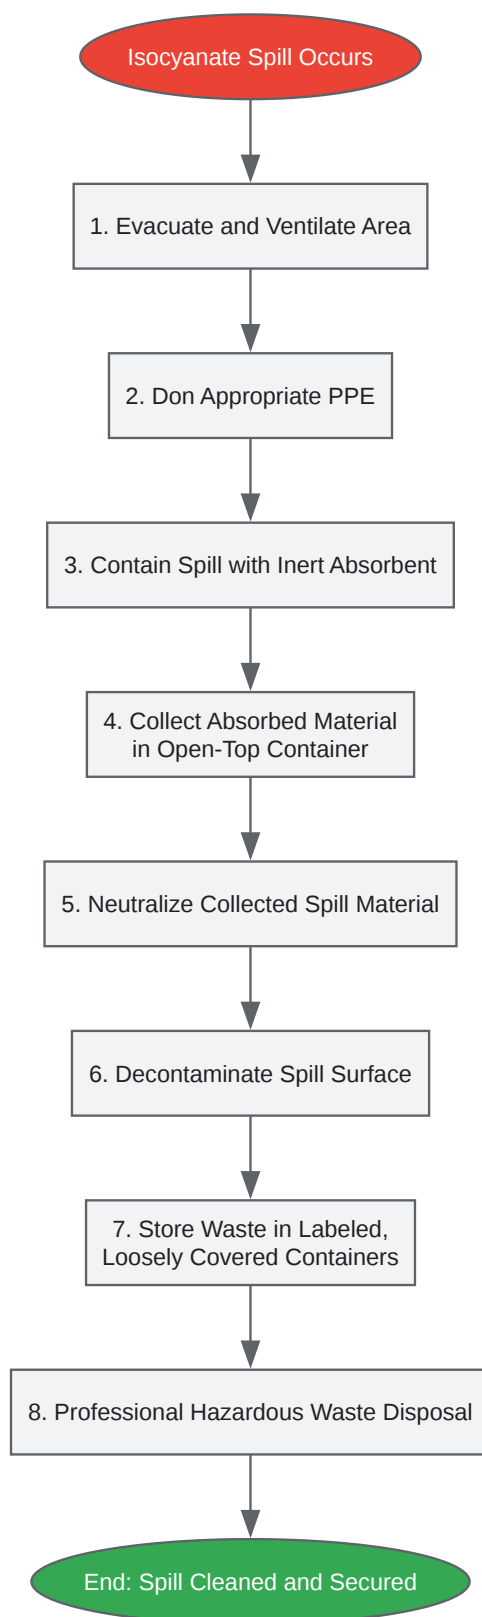 Isocyanate Spill Occurs
1. Evacuate and Ventilate Area
2. Don Appropriate PPE
3. Contain Spill with Inert Absorbent
4. Collect Absorbed Material
in Open-Top Container
5. Neutralize Collected Spill Material
6. Decontaminate Spill Surface
7. Store Waste in Labeled,
Loosely Covered Containers
8. Professional Hazardous Waste Disposal
End: Spill Cleaned and Secured